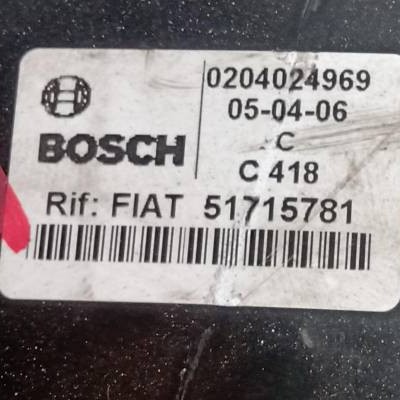 0204024969
05-04-06
C
BOSCH
C 418
Rif: FIAT 51715781